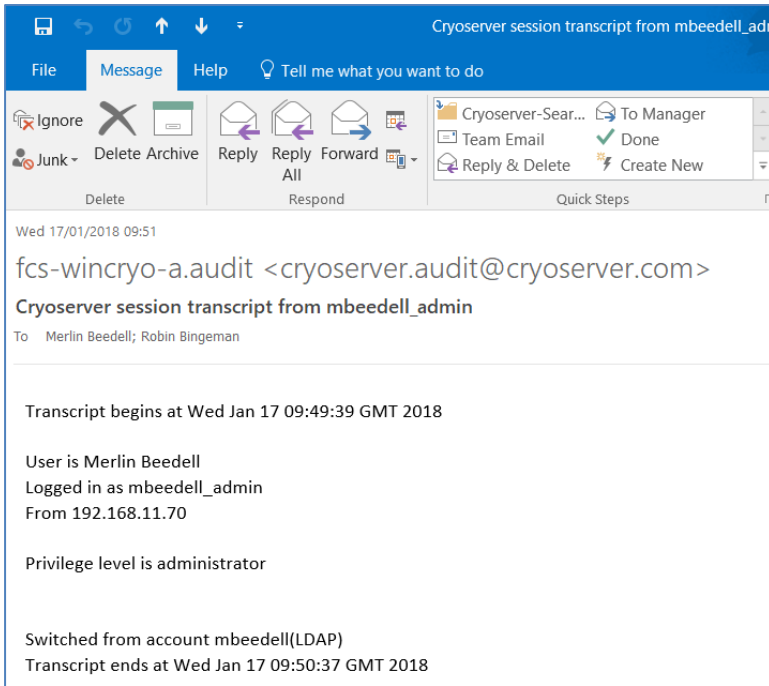 Cryoserver session transcript from mbeedell_adm
File Message Help Tell me what you want to do
Ignore
Junk
Delete Archive
Reply Reply All Forward
Cryoserver-Sear... To Manager
Team Email Done
Reply & Delete Create New
Delete Respond Quick Steps
Wed 17/01/2018 09:51
fcs-wincryo-a.audit <cryoserver.audit@cryoserver.com>
Cryoserver session transcript from mbeedell_admin
To Merlin Beedell; Robin Bingeman
Transcript begins at Wed Jan 17 09:49:39 GMT 2018
User is Merlin Beedell
Logged in as mbeedell_admin
From 192.168.11.70
Privilege level is administrator
Switched from account mbeedell(LDAP)
Transcript ends at Wed Jan 17 09:50:37 GMT 2018